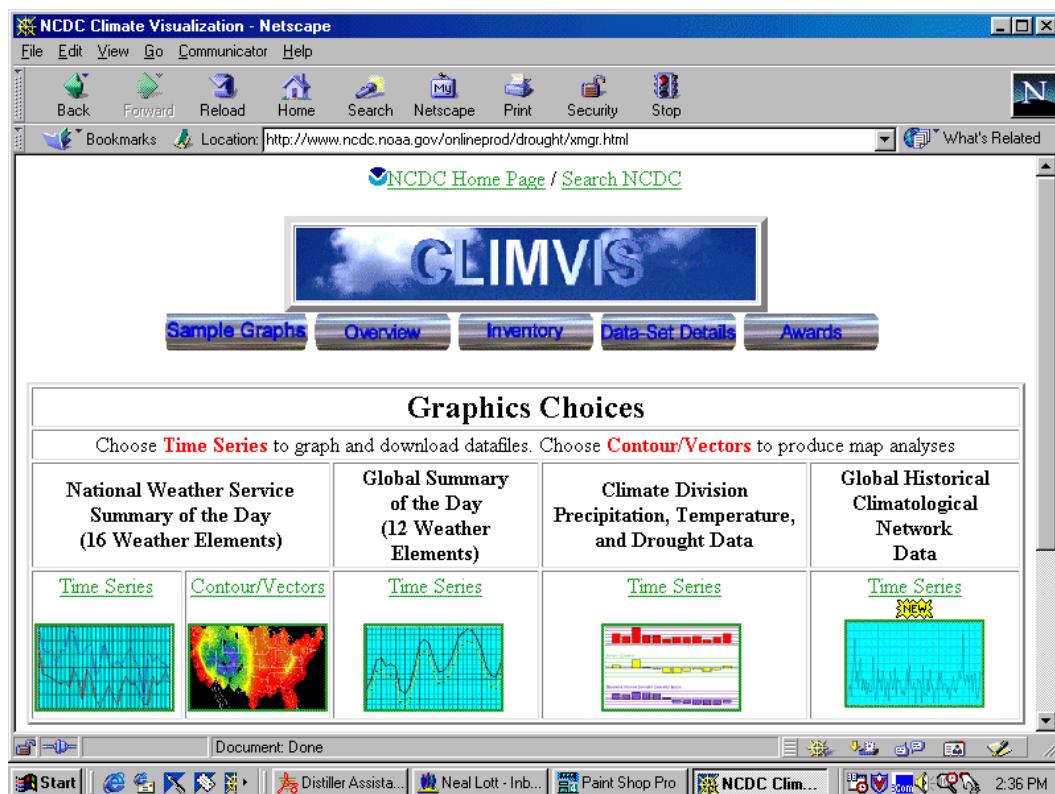 NCDC Climate Visualization - Netscape
File Edit View Go Communicator Help
Back Forward Reload Home Search Netscape Print Security Stop
My
N
Bookmarks Location: http://www.ncdc.noaa.gov/onlineprod/drought/xmgr.html What's Related
NCDC Home Page / Search NCDC
CLIMVIS
Sample Graphs Overview Inventory Data-Set Details Awards
Graphics Choices
Choose Time Series to graph and download datafiles. Choose Contour/Vectors to produce map analyses
National Weather Service
Summary of the Day
(16 Weather Elements)
Global Summary
of the Day
(12 Weather
Elements)
Climate Division
Precipitation, Temperature,
and Drought Data
Global Historical
Climatological
Network
Data
Time Series Contour/Vectors Time Series Time Series Time Series
NEW
Document: Done
Start Distiller Assista... Neal Lott - Inb... Paint Shop Pro NCDC Clim... 2:36 PM